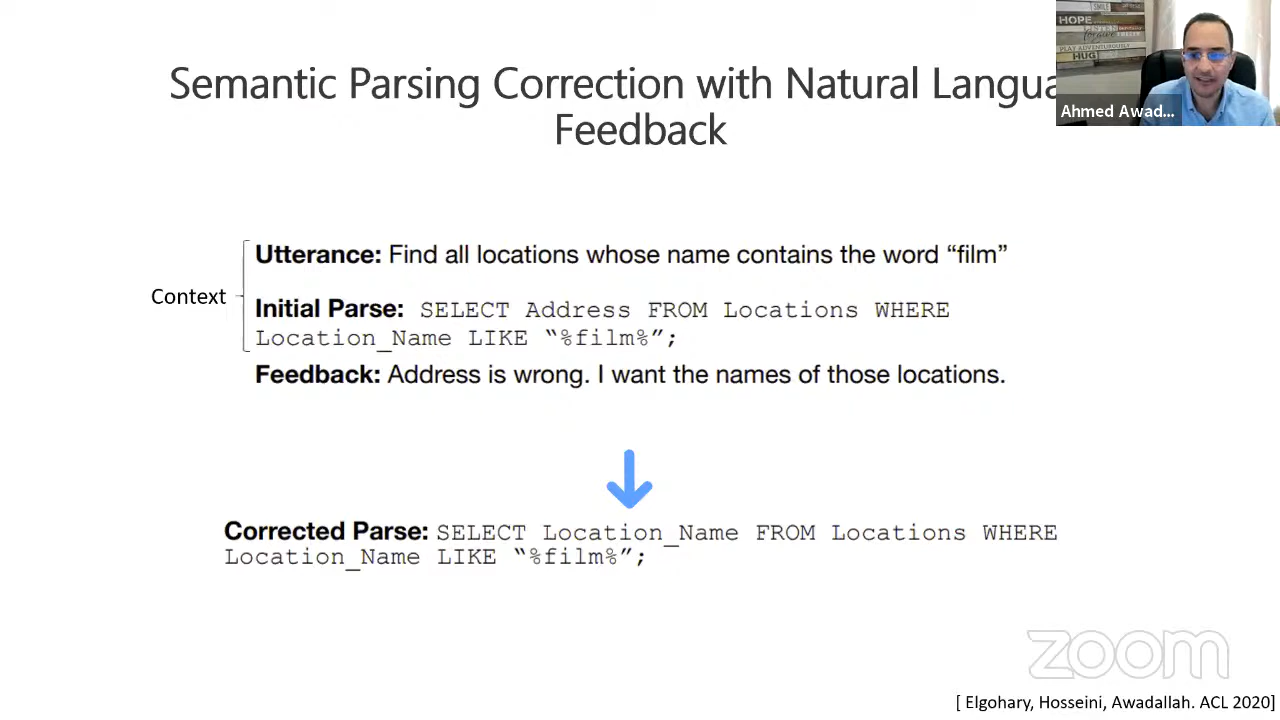 Semantic Parsing Correction with Natural Langua
Feedback
HOPE
HUG
Ahmed Awad...
Context
Utterance: Find all locations whose name contains the word “film”
Initial Parse: SELECT Address FROM Locations WHERE
Location_Name LIKE “%film%”;
Feedback: Address is wrong. I want the names of those locations.
Corrected Parse: SELECT Location_Name FROM Locations WHERE
Location_Name LIKE “%film%”;
zoom
[ Elgohary, Hosseini, Awadallah. ACL 2020]